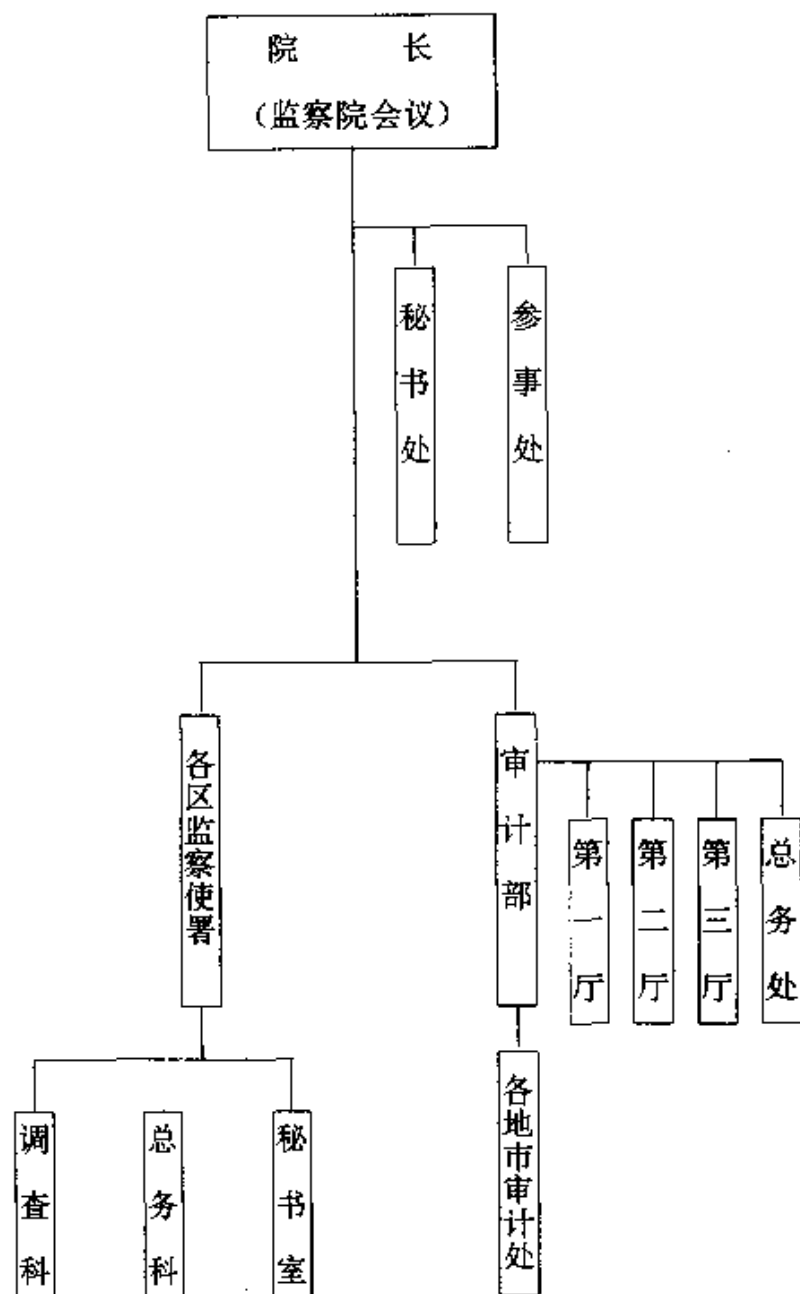 院 长
（监察院会议）
秘书处
参事处
各区监察使署
审计部
第一厅
第二厅
第三厅
总务处
调查科
总务科
秘书室
各地市审计处